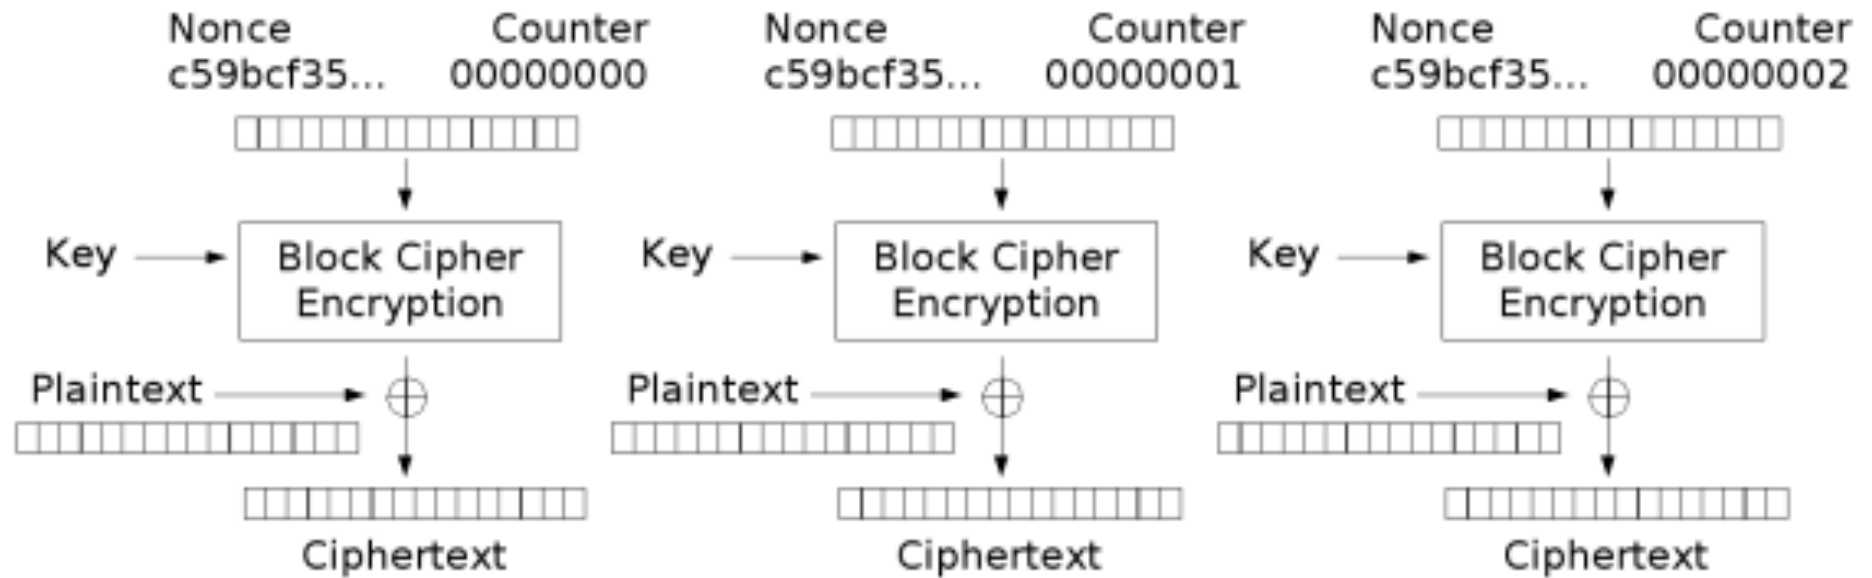 Nonce Counter
c59bcf35... 00000000
Key
Block Cipher
Encryption
Plaintext
Ciphertext
Nonce Counter
c59bcf35... 00000001
Key
Block Cipher
Encryption
Plaintext
Ciphertext
Nonce Counter
c59bcf35... 00000002
Key
Block Cipher
Encryption
Plaintext
Ciphertext